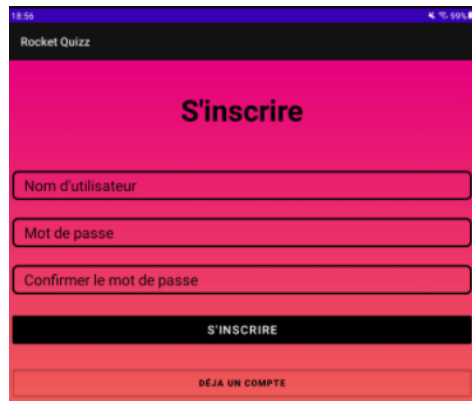 18:56 99%
Rocket Quizz
S'inscrire
Nom d'utilisateur
Mot de passe
Confirmer le mot de passe
S'INSCRIRE
DÉJA UN COMPTE